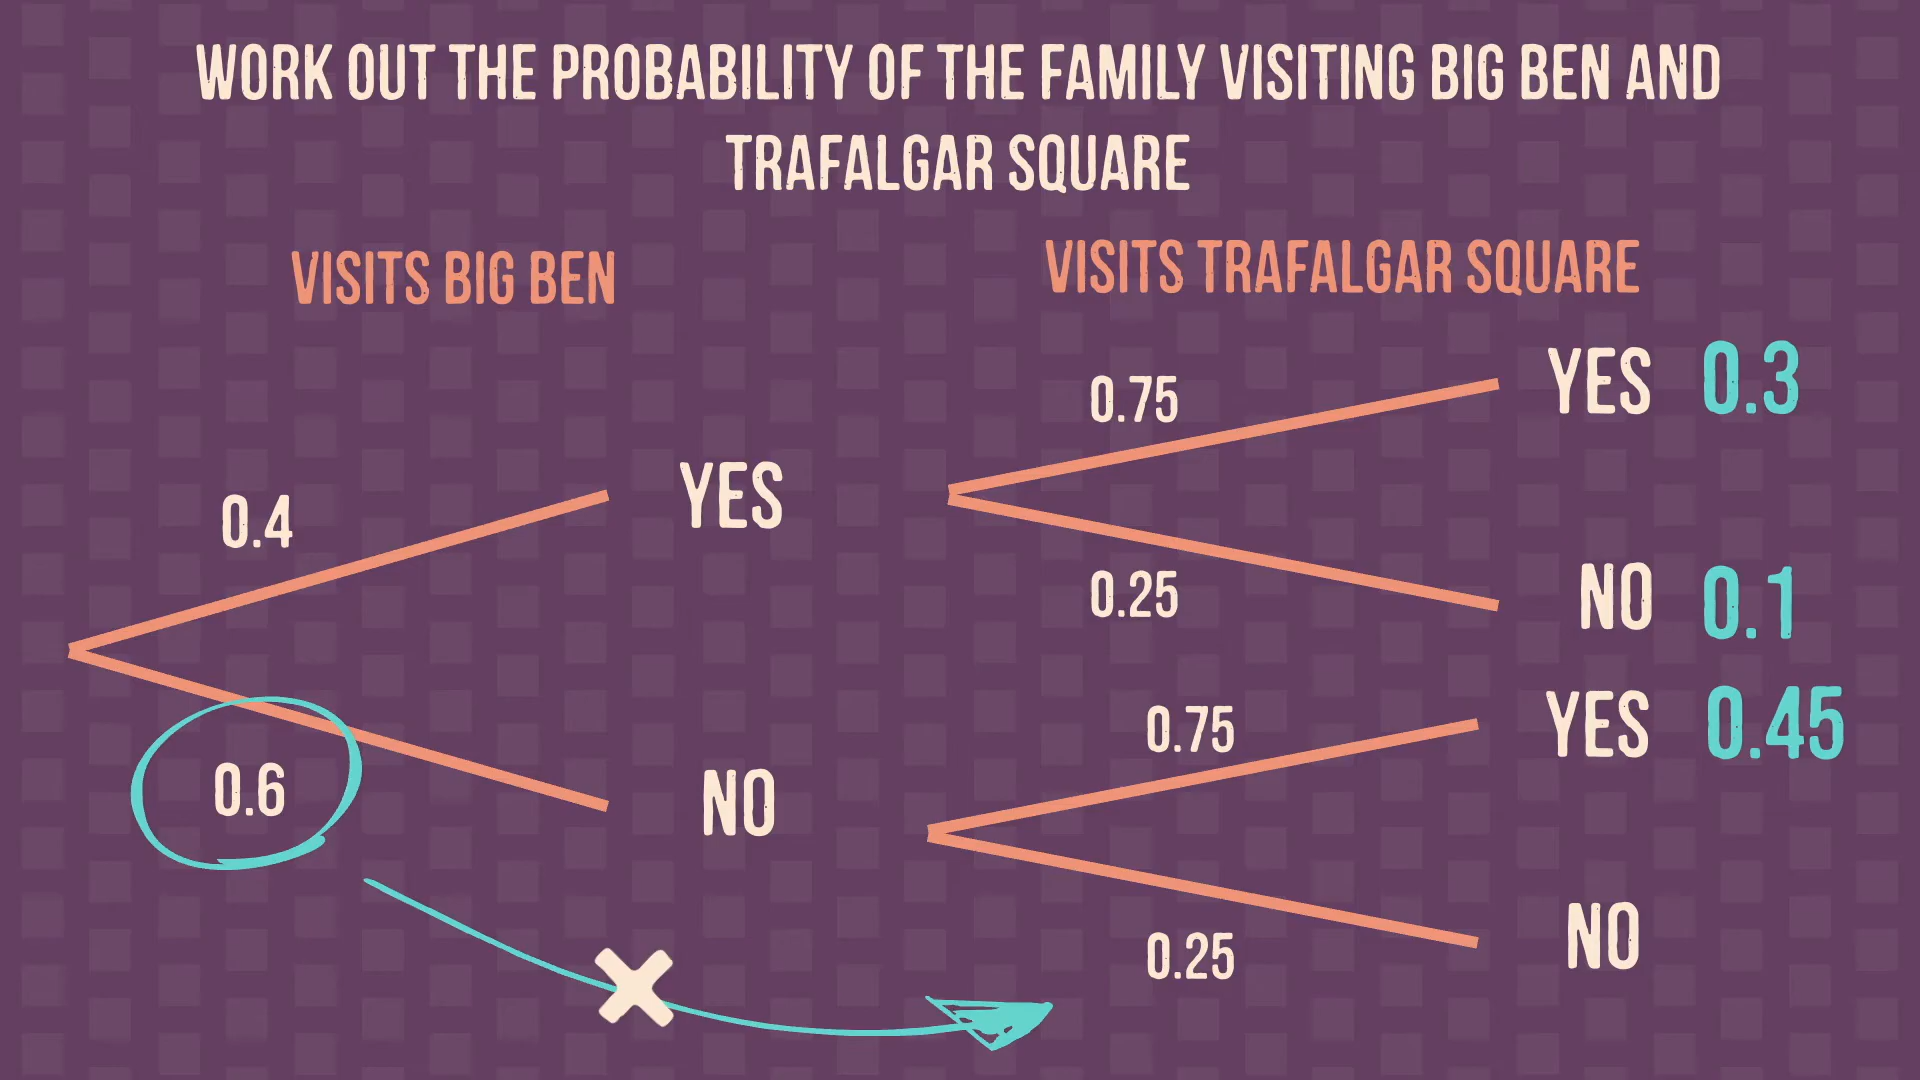 WORK OUT THE PROBABILITY OF THE FAMILY VISITING BIG BEN AND
TRAFALGAR SQUARE
VISITS BIG BEN
VISITS TRAFALGAR SQUARE
YES 0.3
0.75
YES
0.4
0.25
NO 0.1
YES 0.45
0.75
0.6
NO
NO
0.25